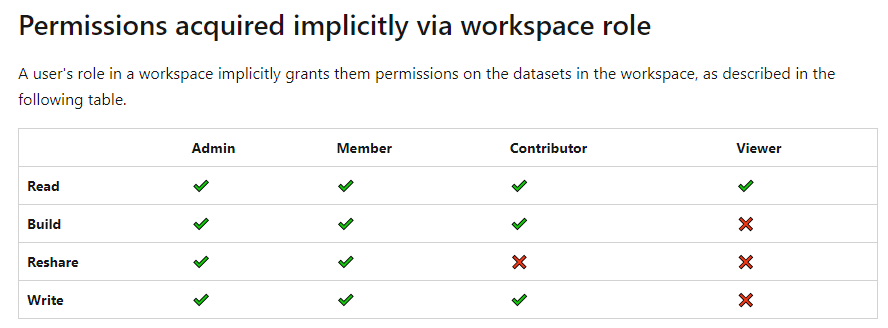 Permissions acquired implicitly via workspace role
A user's role in a workspace implicitly grants them permissions on the datasets in the workspace, as described in the
following table.
Admin Member Contributor Viewer
Read ✔ ✔ ✔ ✔
Build ✔ ✔ ✔ ❌
Reshare ✔ ✔ ❌ ❌
Write ✔ ✔ ✔ ❌